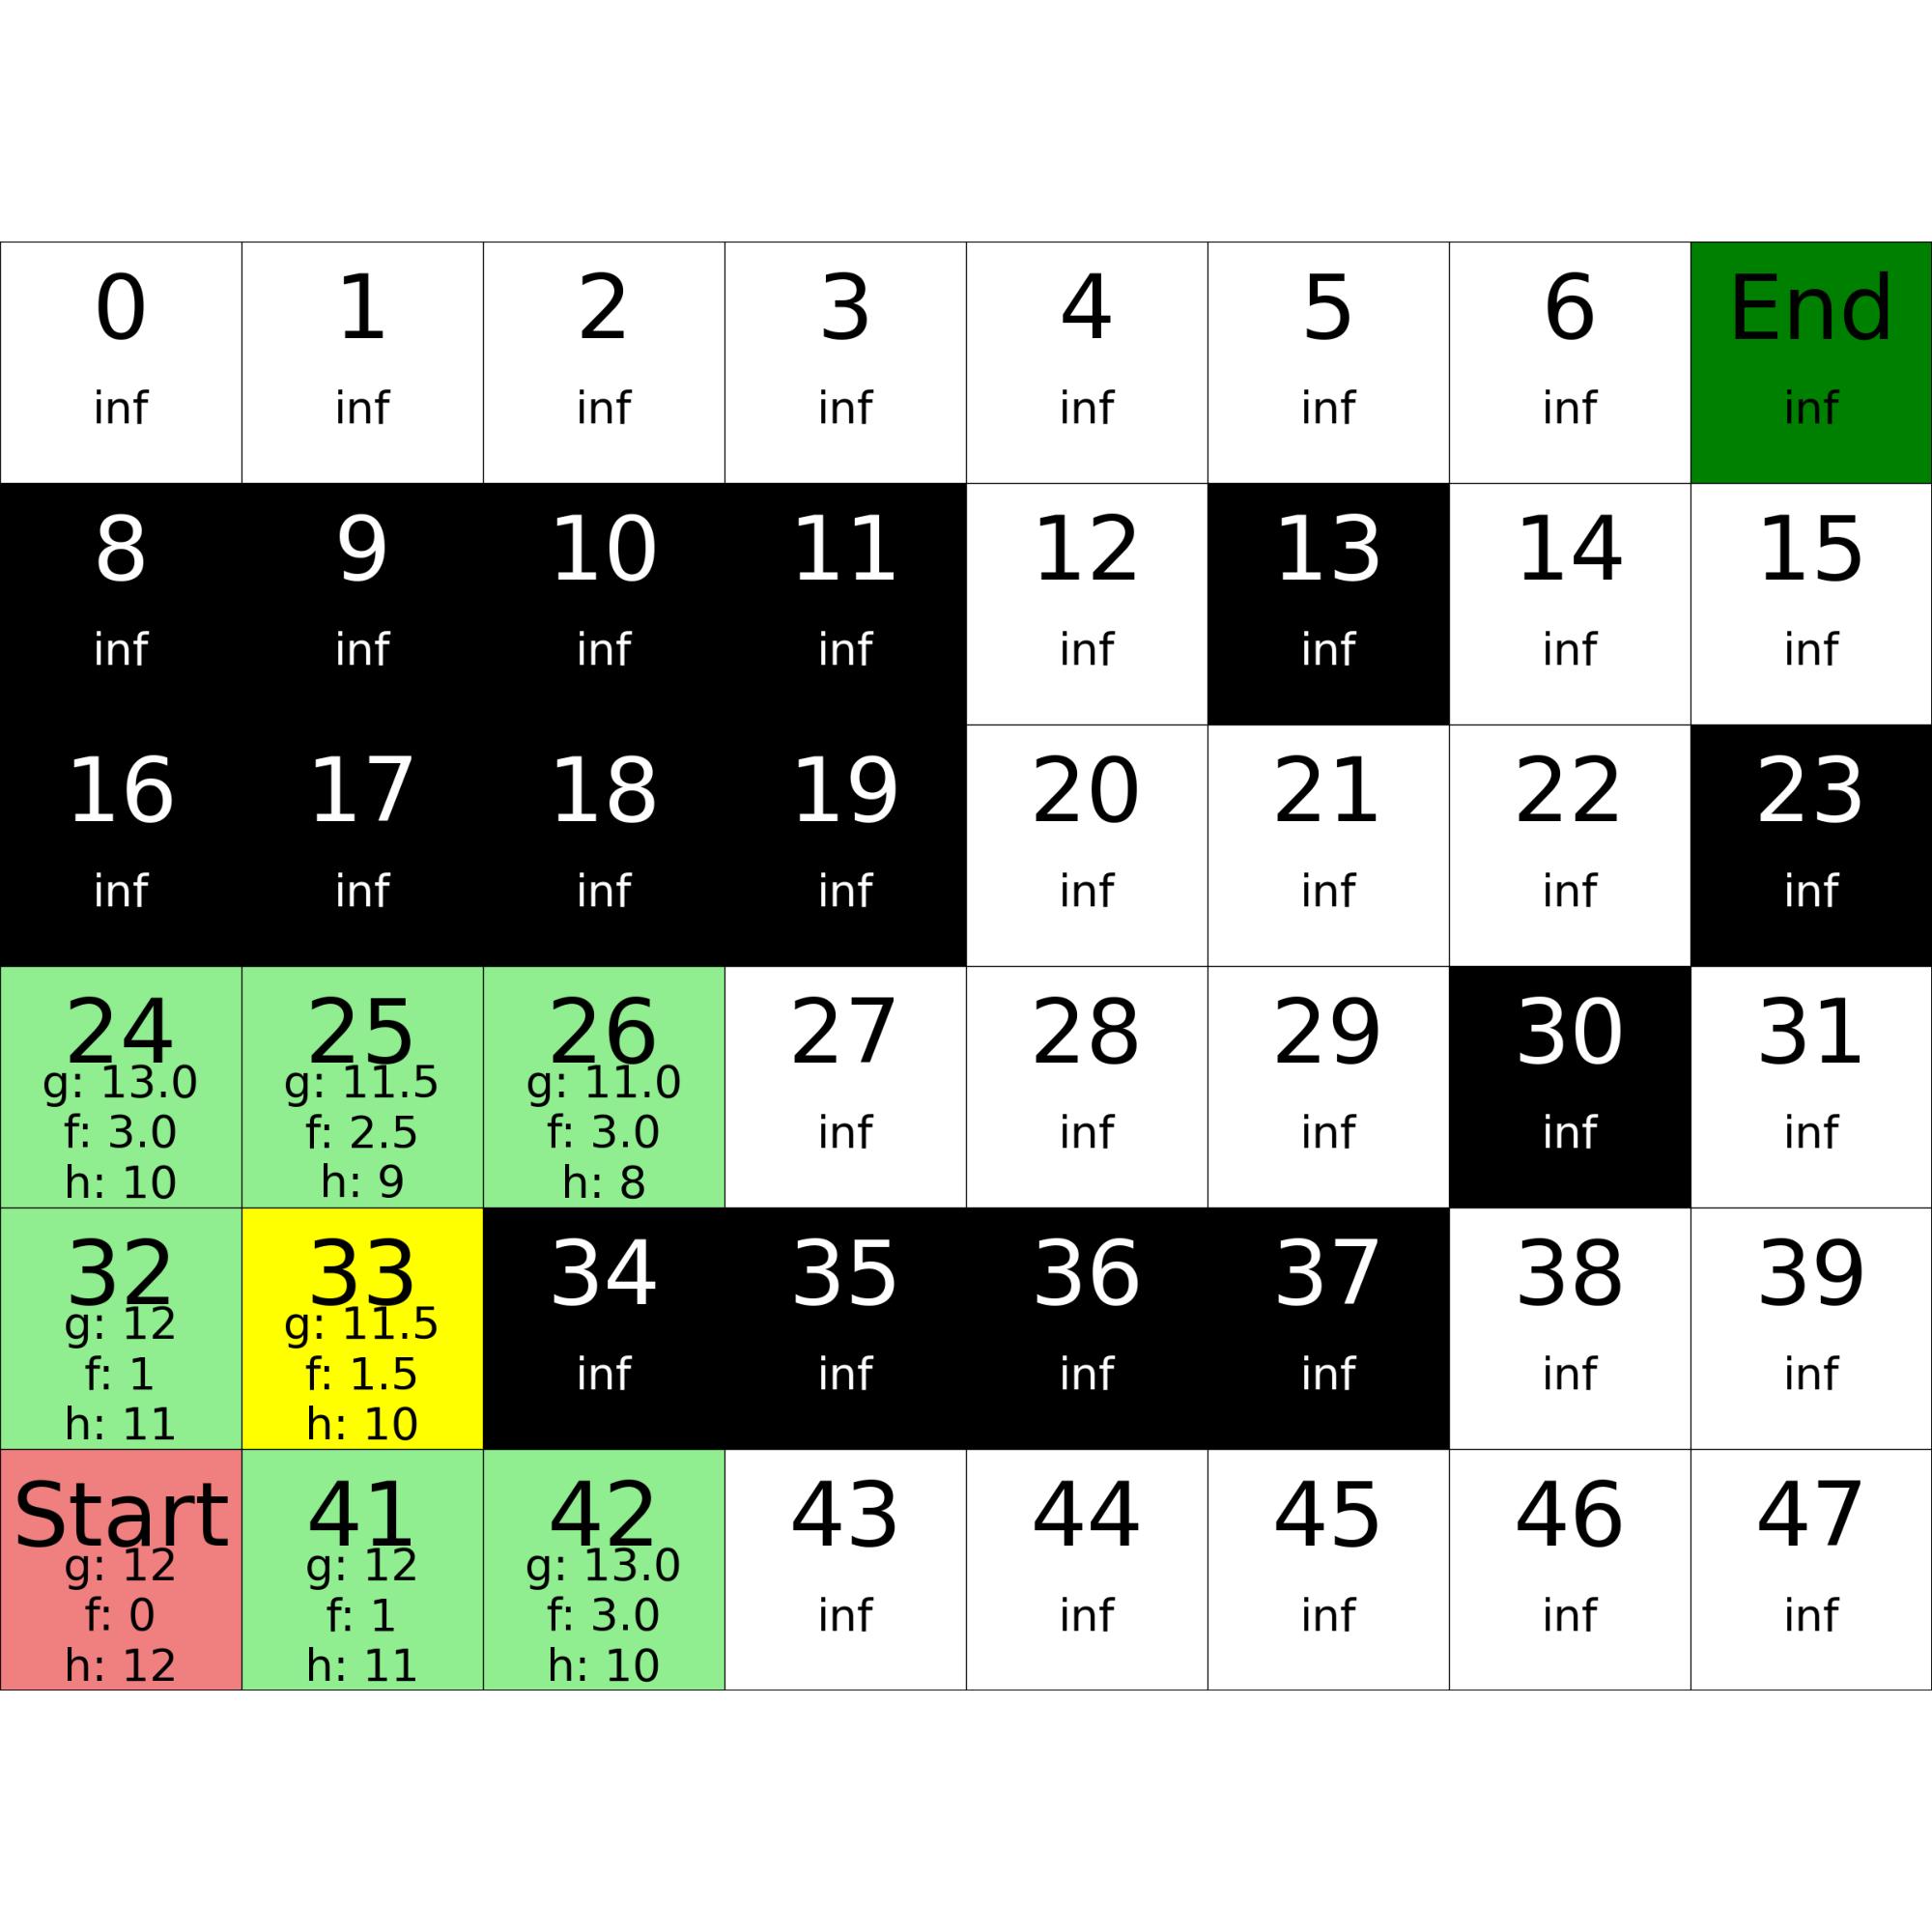 0 1 2 3 4 5 6 End
inf inf inf inf inf inf inf inf
8 9 10 11 12 13 14 15
inf inf inf inf inf inf inf inf
16 17 18 19 20 21 22 23
inf inf inf inf inf inf inf inf
24 25 26 27 28 29 30 31
g: 13.0 g: 11.5 g: 11.0
f: 3.0 f: 2.5 f: 3.0 inf inf inf inf inf
h: 10 h: 9 h: 8
32 33 34 35 36 37 38 39
g: 12 g: 11.5
f: 1 f: 1.5 inf inf inf inf inf inf
h: 11 h: 10
Start 41 42 43 44 45 46 47
g: 12 g: 12 g: 13.0
f: 0 f: 1 f: 3.0 inf inf inf inf inf
h: 12 h: 11 h: 10